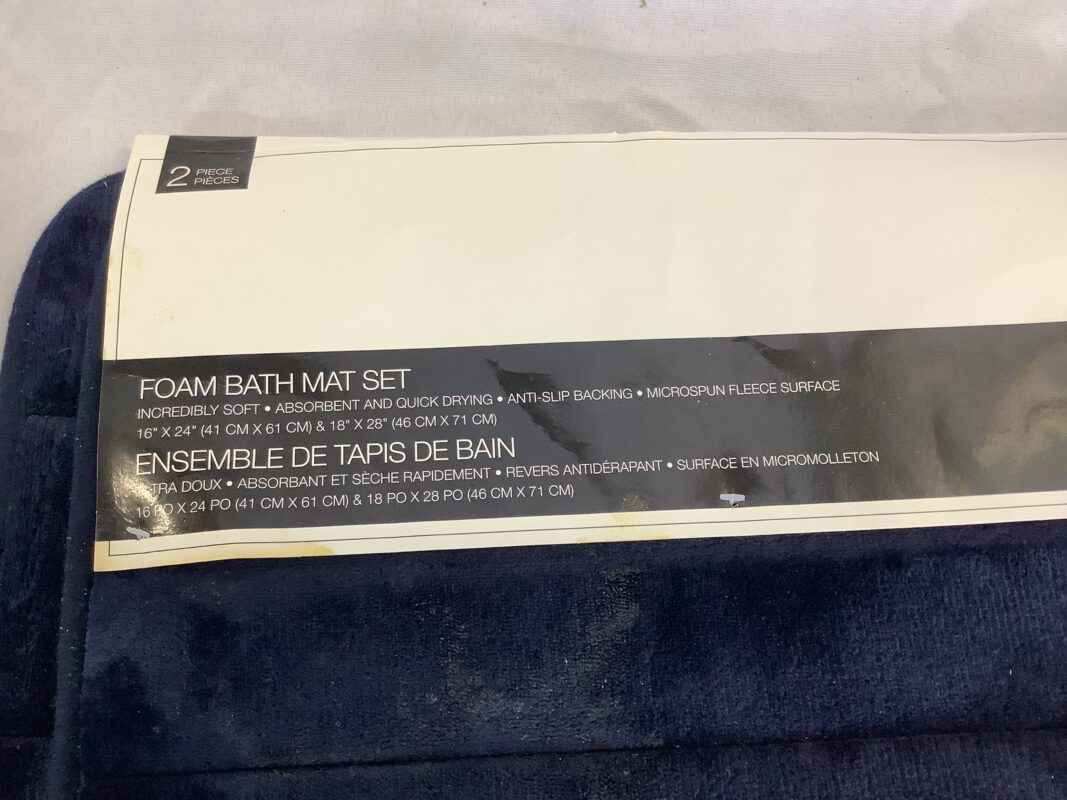 2 PIECE
PIÈCES
FOAM BATH MAT SET
INCREDIBLY SOFT • ABSORBENT AND QUICK DRYING • ANTI-SLIP BACKING • MICROSPUN FLEECE SURFACE
16" X 24" (41 CM X 61 CM) & 18" X 28" (46 CM X 71 CM)
ENSEMBLE DE TAPIS DE BAIN
TRA DOUX • ABSORBANT ET SÈCHE RAPIDEMENT • REVERS ANTIDÉRAPANT • SURFACE EN MICROMOLLETON
16 PO X 24 PO (41 CM X 61 CM) & 18 PO X 28 PO (46 CM X 71 CM)